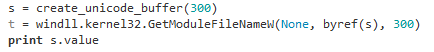 s = create_unicode_buffer(300)
t = windll.kernel32.GetModuleFileNameW(None, byref(s), 300)
print s.value